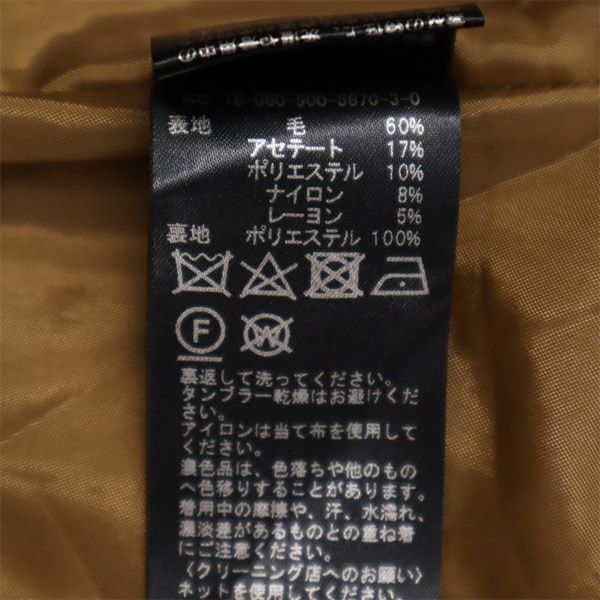 NO 18-060-900-5670-3-0
表地 毛 60%
アセテート 17%
ポリエステル 10%
ナイロン 8%
レーヨン 5%
裏地 ポリエステル 100%
F W
裏返して洗ってください。
タンブラー乾燥はお避けくだ
さい。
アイロンは当て布を使用して
ください。
濃色品は、色落ちや他のもの
へ色移りすることがあります。
着用中の摩擦や、汗、水濡れ、
濃淡差があるものとの重ね着
にご注意ください。
〈クリーニング店へのお願い〉
ネットを使用してください。